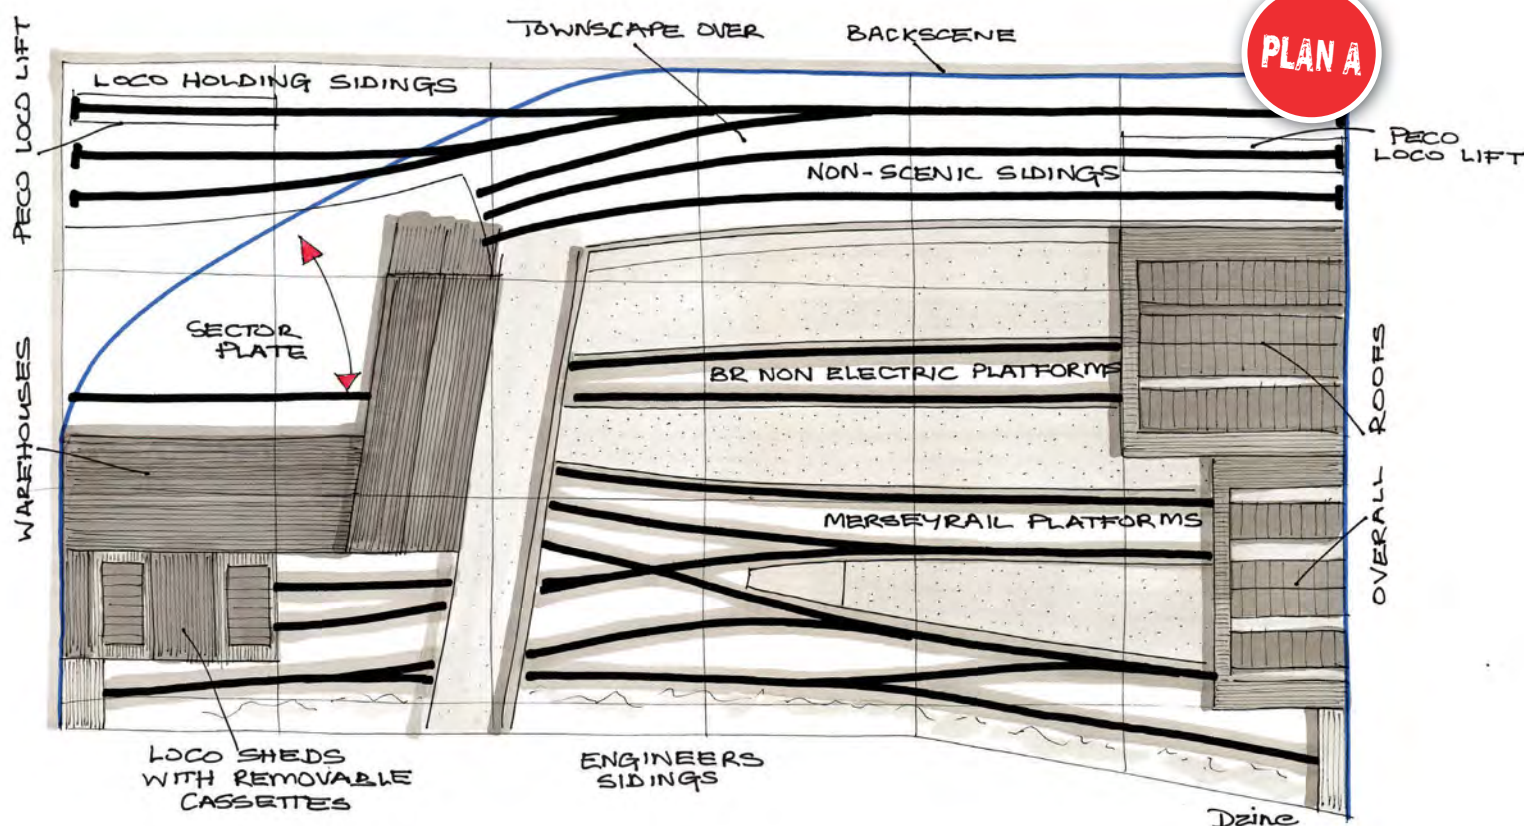 TOWNSCAPE OVER
BACKSCENE
PLAN A
PECO LOCO LIFT
LOCO HOLDING SIDINGS
PECO
LOCO LIFT
NON-SCENIC SIDINGS
SECTOR
PLATE
WAREHOUSES
BR NON ELECTRIC PLATFORMS
OVERALL ROOFS
MERSEYRAIL PLATFORMS
LOCO SHEDS
WITH REMOVABLE
CASSETTES
ENGINEERS
SIDINGS
Dzine